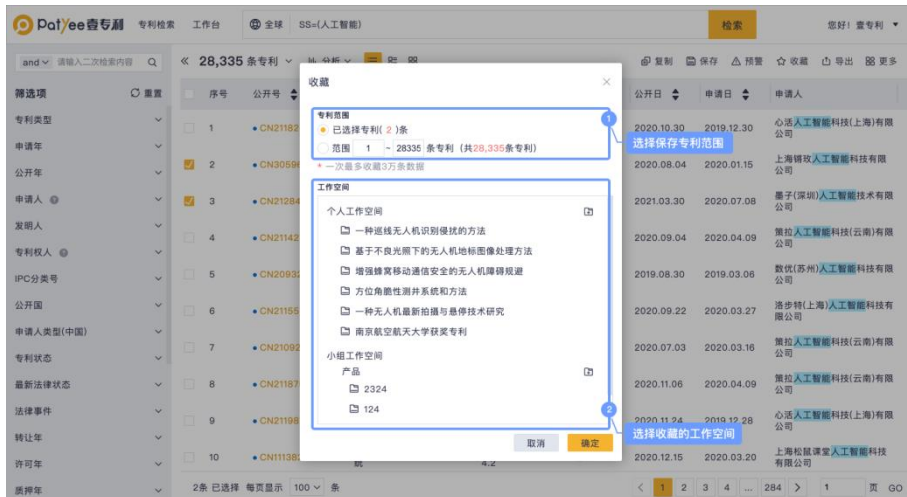 Patyee壹专利 专利检索 工作台 全球 SS=(人工智能) 检索 您好！壹专利
and 请输入二次检索内容
28,335 条专利 分析 复制 保存 预警 收藏 导出 更多
筛选项 重置
专利类型
申请年
公开年
申请人
发明人
专利权人
IPC分类号
公开国
申请人类型(中国)
专利状态
最新法律状态
法律事件
转让年
许可年
质押年
序号 公开号 公开日 申请日 申请人
1 CN21182 2020.10.30 2019.12.30 心活人工智能科技(上海)有限
公司
2 CN30596 2020.08.04 2020.01.15 上海铺玫人工智能科技有限
公司
3 CN21284 2021.03.30 2020.07.08 墨子(深圳)人工智能技术有限
公司
4 CN21142 2020.09.04 2020.04.09 策拉人工智能科技(云南)有限
公司
5 CN20932 2019.08.30 2019.03.06 数优(苏州)人工智能科技有限
公司
6 CN21155 2020.09.22 2020.03.27 洛步特(上海)人工智能科技有
限公司
7 CN21092 2020.07.03 2020.03.16 策拉人工智能科技(云南)有限
公司
8 CN21187 2020.11.06 2020.04.09 策拉人工智能科技(云南)有限
公司
9 CN21198 2020.11.24 2019.12.28 心活人工智能科技(上海)有限
公司
10 CN11138 2020.12.15 2020.03.20 上海松鼠课堂人工智能科技
有限公司
收藏
专利范围
已选择专利( 2 )条
范围 1 ~ 28335 条专利 (共28,335条专利)
* 一次最多收藏3万条数据
1
选择保存专利范围
工作空间
个人工作空间
一种巡线无人机识别侵扰的方法
基于不良光照下的无人机地标图像处理方法
增强蜂窝移动通信安全的无人机障碍规避
方位角脆性测井系统和方法
一种无人机最新拍摄与悬停技术研究
南京航空航天大学获奖专利
小组工作空间
产品
2324
124
2
选择收藏的工作空间
取消 确定
2条 已选择 每页显示 100 条 < 1 2 3 4 ... 284 > 1 页 GO